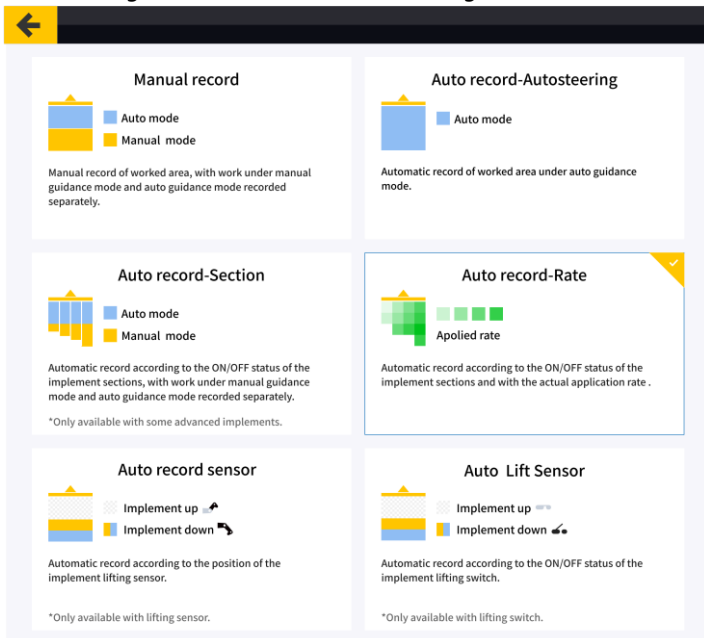 Manual record
Auto mode
Manual mode
Manual record of worked area, with work under manual
guidance mode and auto guidance mode recorded
separately.
Auto record-Autosteering
Auto mode
Automatic record of worked area under auto guidance
mode.
Auto record-Section
Auto mode
Manual mode
Automatic record according to the ON/OFF status of the
implement sections, with work under manual guidance
mode and auto guidance mode recorded separately.
*Only available with some advanced implements.
Auto record-Rate
Apolied rate
Automatic record according to the ON/OFF status of the
implement sections and with the actual application rate .
Auto record sensor
Implement up
Implement down
Automatic record according to the position of the
implement lifting sensor.
*Only available with lifting sensor.
Auto Lift Sensor
Implement up
Implement down
Automatic record according to the ON/OFF status of the
implement lifting switch.
*Only available with lifting switch.